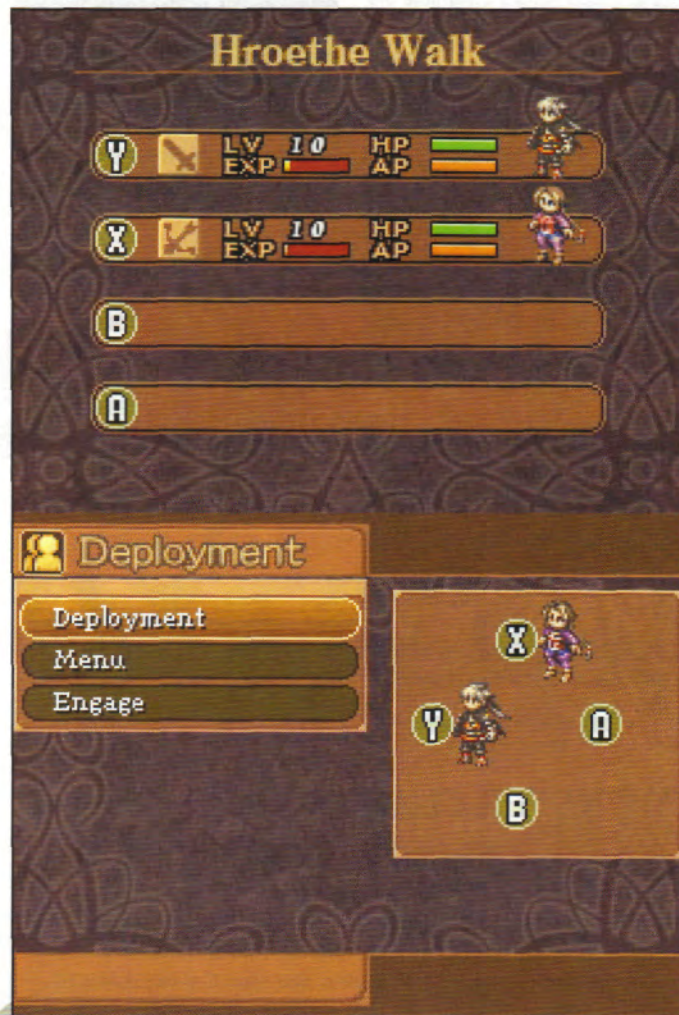 Hroethe Walk
Y LV 10 HP
EXP AP
X LV 10 HP
EXP AP
B
A
Deployment
Deployment
Menu
Engage
X
Y A
B